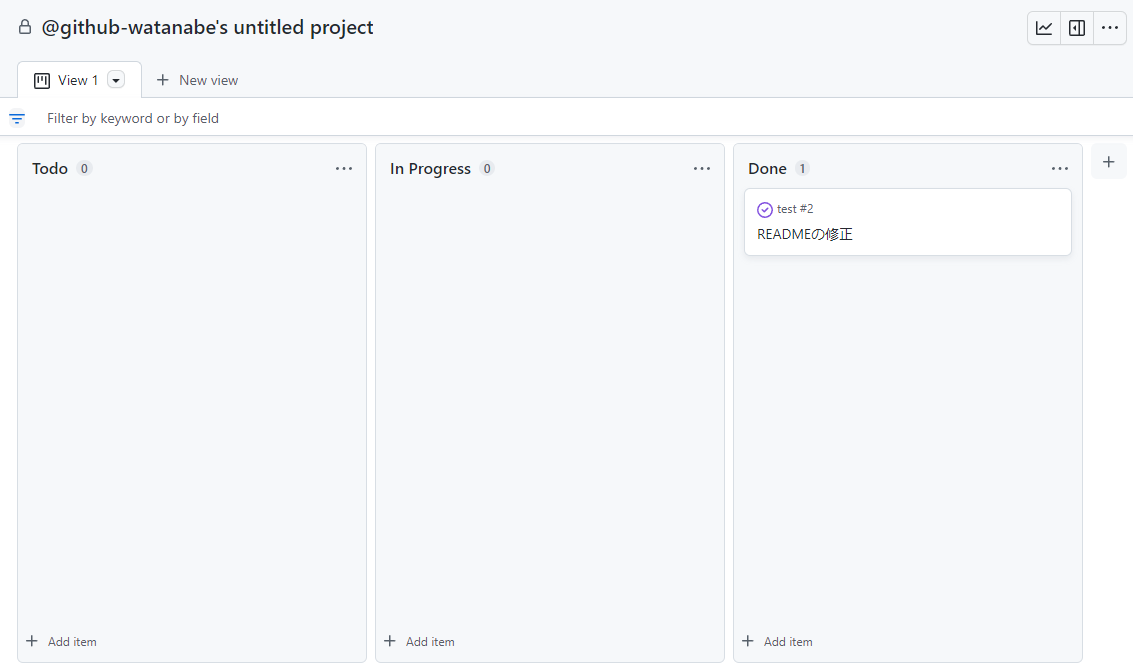 @github-watanabe's untitled project
View 1
New view
Filter by keyword or by field
Todo 0
In Progress 0
Done 1
test #2
READMEの修正
Add item
Add item
Add item